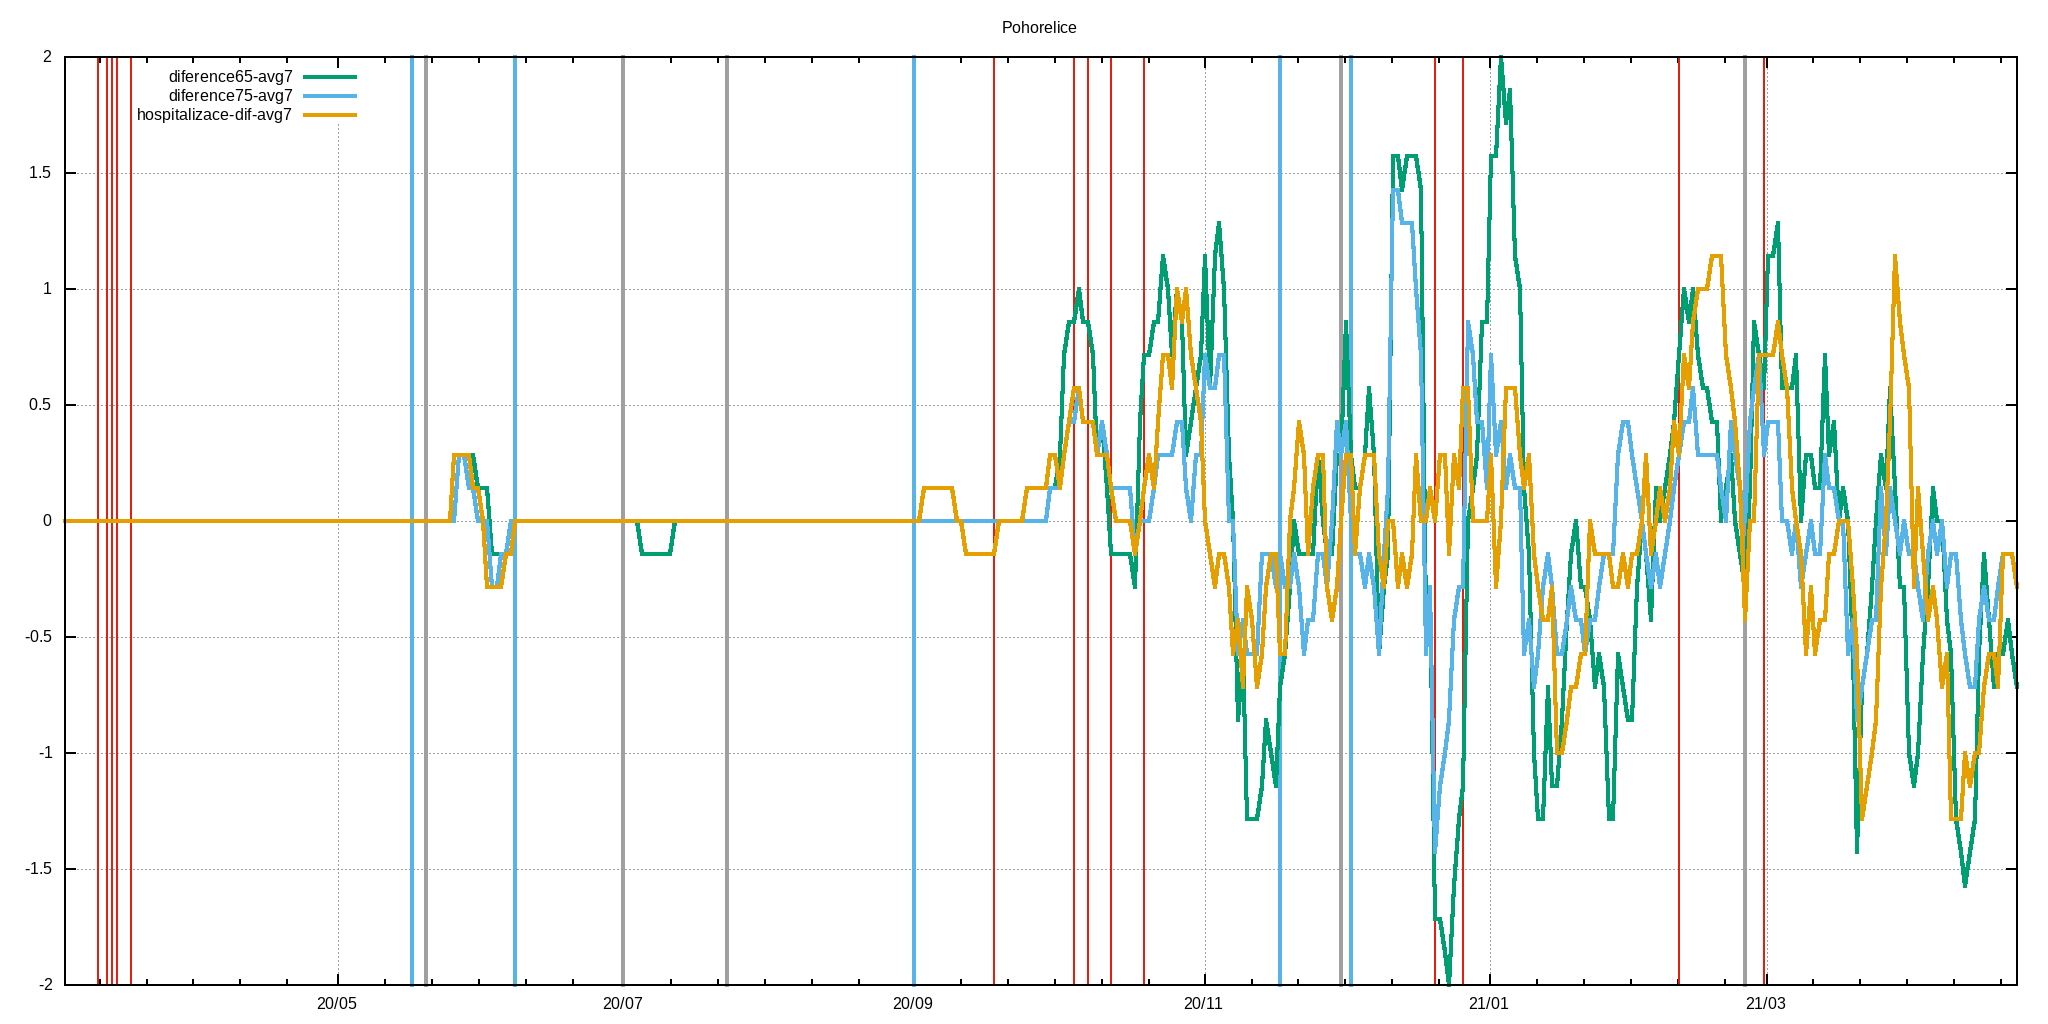 Pohorelice
diference65-avg7
diference75-avg7
hospitalizace-dif-avg7
2
1.5
1
0.5
0
-0.5
-1
-1.5
-2
20/05 20/07 20/09 20/11 21/01 21/03